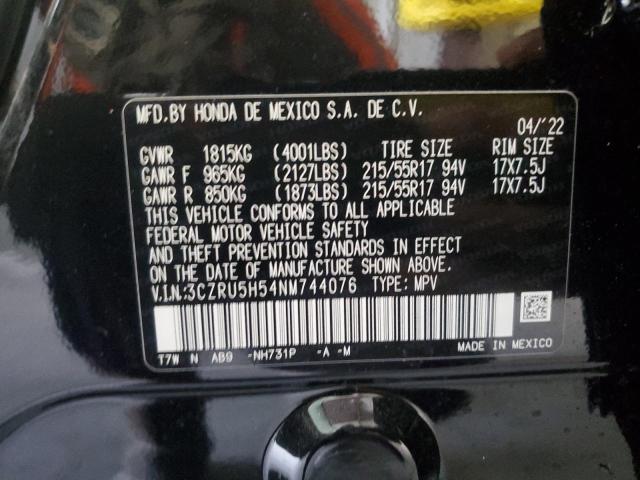 MFD.BY HONDA DE MEXICO S.A. DE C.V.
04/'22
GVWR 1815KG (4001LBS) TIRE SIZE RIM SIZE
GAWR F 965KG (2127LBS) 215/55R17 94V 17X7.5J
GAWR R 850KG (1873LBS) 215/55R17 94V 17X7.5J
THIS VEHICLE CONFORMS TO ALL APPLICABLE
FEDERAL MOTOR VEHICLE SAFETY
AND THEFT PREVENTION STANDARDS IN EFFECT
ON THE DATE OF MANUFACTURE SHOWN ABOVE.
V.I.N.:3CZRU5H54NM744076 TYPE: MPV
T7W N AB9 -NH731P -A -M MADE IN MEXICO